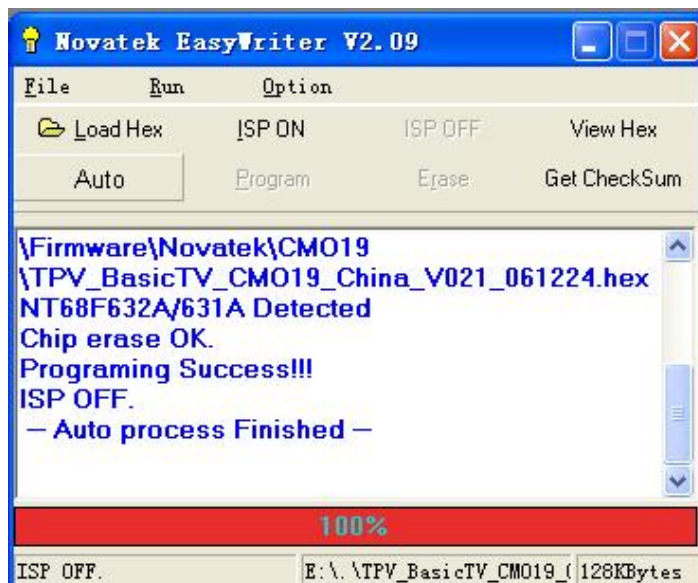 Novatek EasyWriter V2.09
File Run Option
Load Hex ISP ON ISP OFF View Hex
Auto Program Erase Get CheckSum
\Firmware\Novatek\CMO19
\TPV_BasicTV_CMO19_China_V021_061224.hex
NT68F632A/631A Detected
Chip erase OK.
Programing Success!!!
ISP OFF.
— Auto process Finished —
100%
ISP OFF. E:\.\TPV_BasicTV_CMO19_( 128KBytes